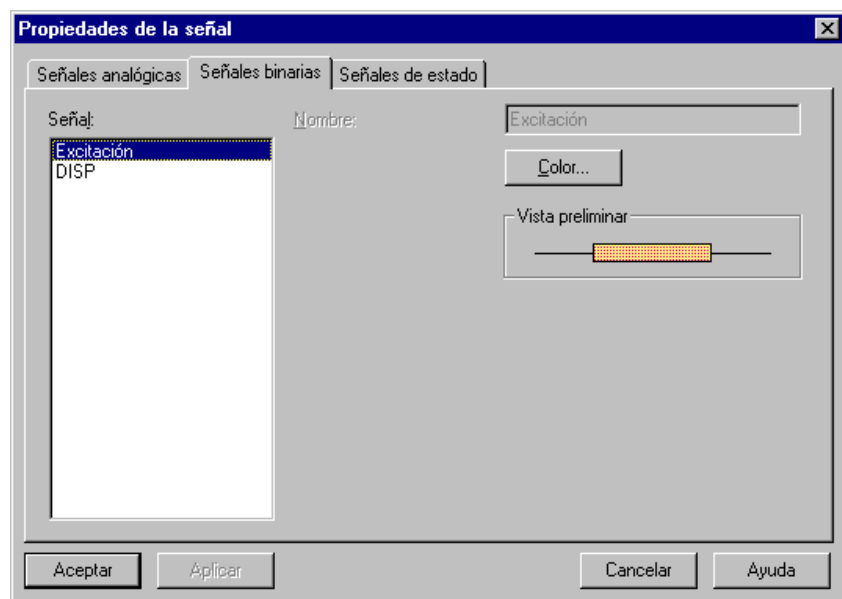 Propiedades de la señal
Señales analógicas Señales binarias Señales de estado
Señal: Nombre: Excitación
Excitación
DISP
Color...
Vista preliminar
Aceptar Aplicar Cancelar Ayuda